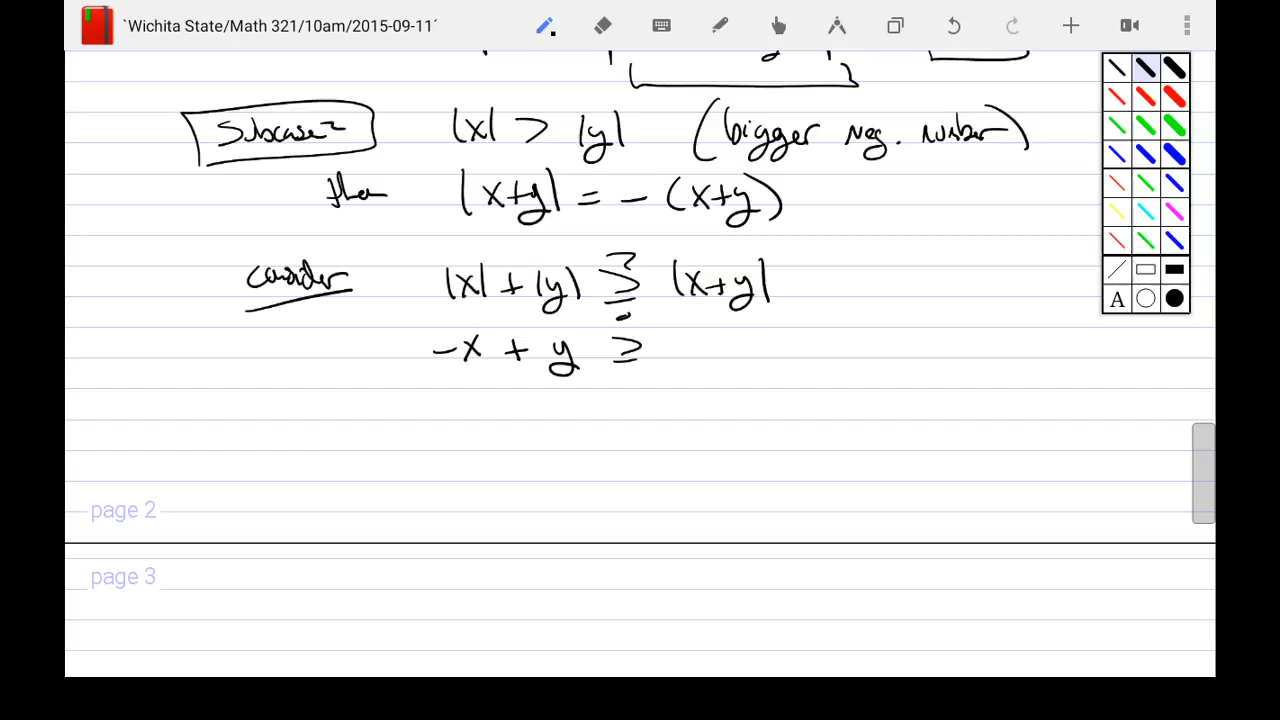 `Wichita State/Math 321/10am/2015-09-11´
Subcase 2 |x| > |y| (bigger neg. number)
then |x+y| = - (x+y)
consider |x| + |y| ≥? |x+y|
-x + y ≥
A
page 2
page 3